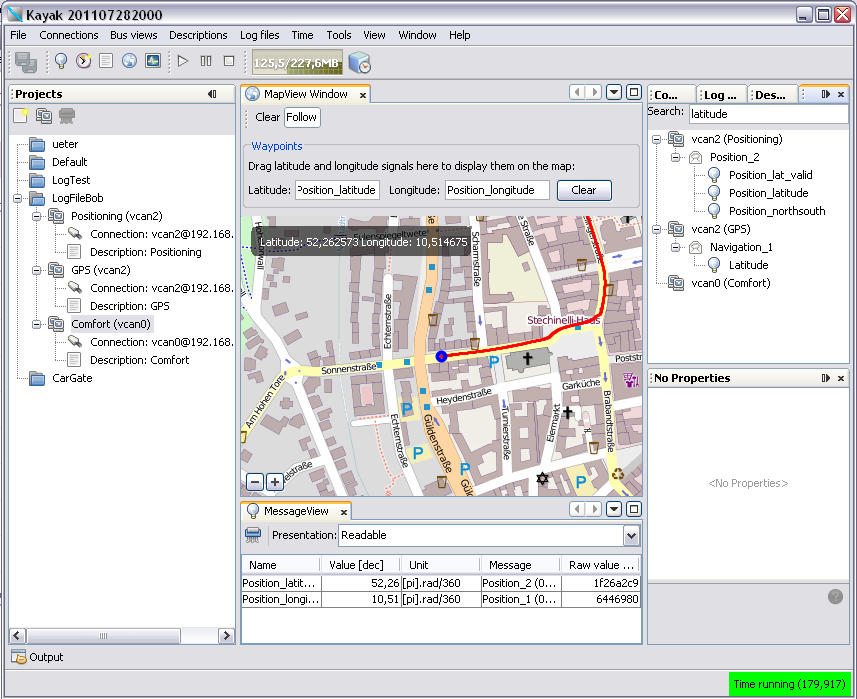 Kayak 201107282000
File Connections Bus views Descriptions Log files Time Tools View Window Help
125,5/227,6MB
Projects
ueter
Default
LogTest
LogFileBob
Positioning (vcan2)
Connection: vcan2@192.168.
Description: Positioning
GPS (vcan2)
Connection: vcan2@192.168.
Description: GPS
Comfort (vcan0)
Connection: vcan0@192.168.
Description: Comfort
CarGate
MapView Window
Clear Follow
Waypoints
Drag latitude and longitude signals here to display them on the map:
Latitude: Position_latitude Longitude: Position_longitude Clear
Latitude: 52,262573 Longitude: 10,514675
Eulenspiegeltwete
Hohentorwall
Scharrnstraße
Echternstraße
Stechinelli-Haus
Sonnenstraße
Poststr
Garküche
Heydenstraße
Am Hohen Tore
Echternstraße
Güldenstraße
Turnierstraße
Eiermarkt
Brabandtstraße
P
P
P
P
P
Güld
MessageView
Presentation: Readable
Name Value [dec] Unit Message Raw value ...
Position_latit... 52,26 [pi].rad/360 Position_2 (0... 1f26a2c9
Position_longi... 10,51 [pi].rad/360 Position_1 (0... 6446980
Co... Log ... Des...
Search: latitude
vcan2 (Positioning)
Position_2
Position_lat_valid
Position_latitude
Position_northsouth
vcan2 (GPS)
Navigation_1
Latitude
vcan0 (Comfort)
No Properties
<No Properties>
Output
Time running (179,917)